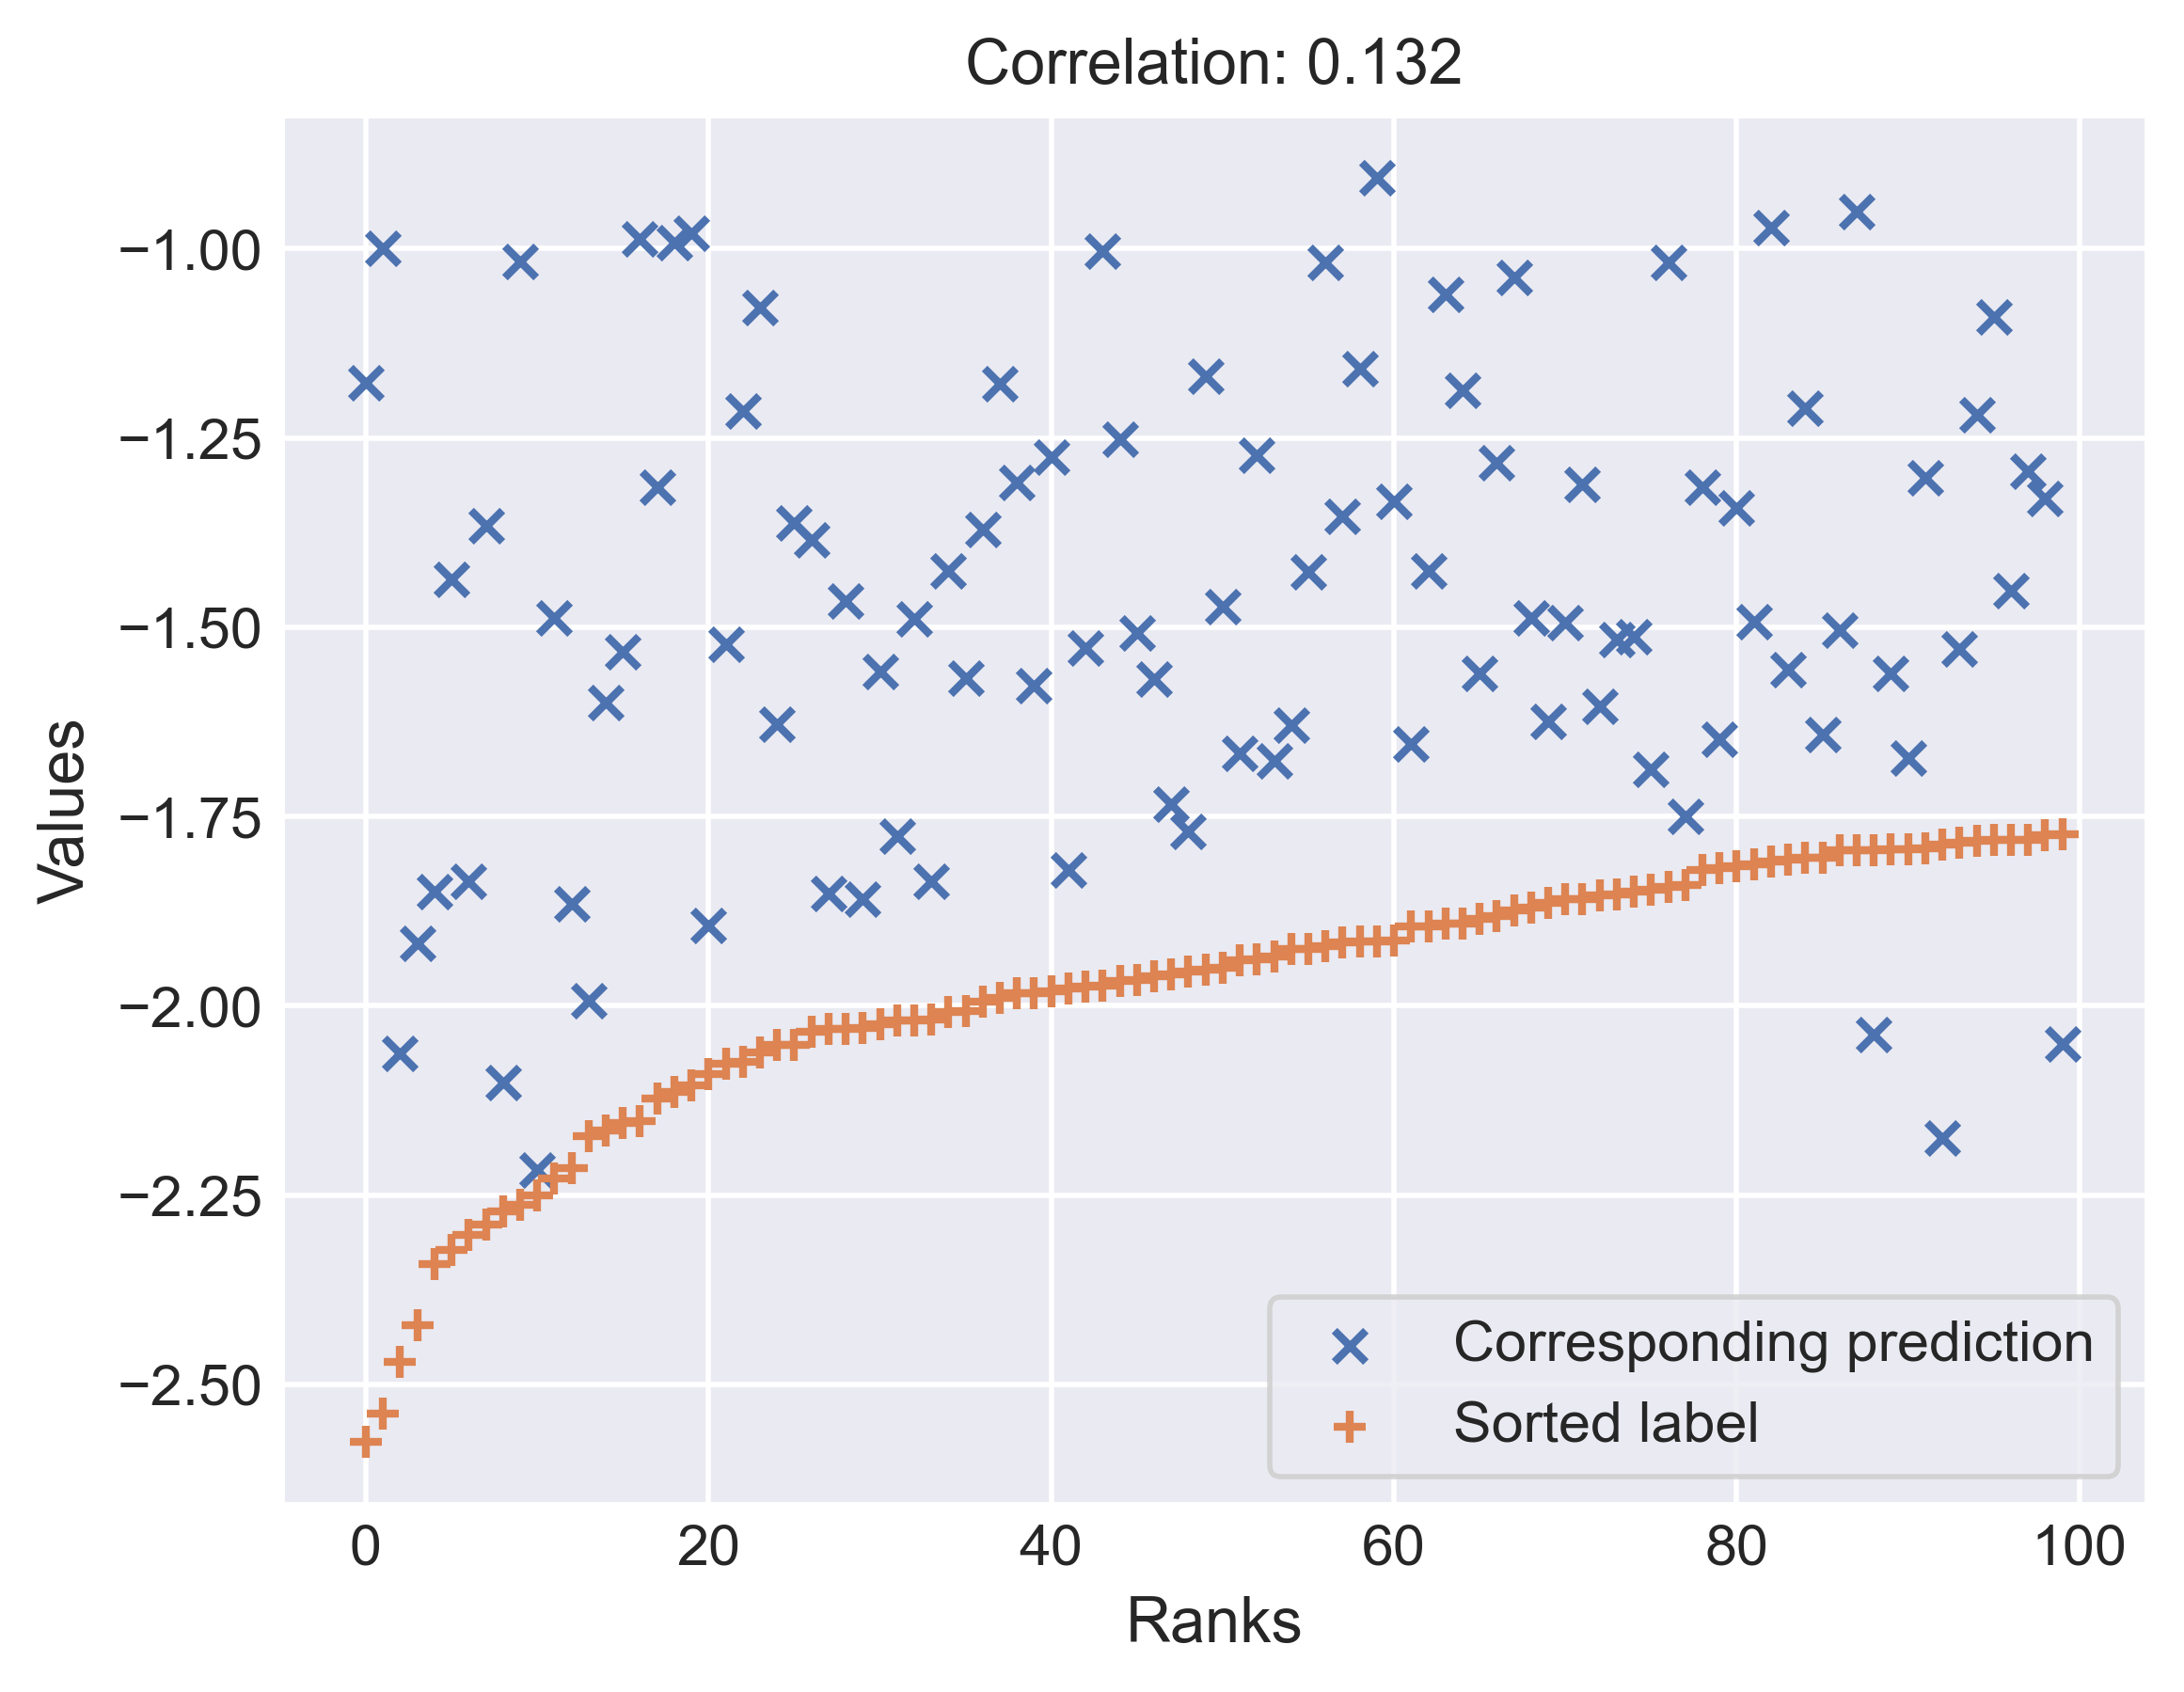 Correlation: 0.132
Values
−1.00
−1.25
−1.50
−1.75
−2.00
−2.25
−2.50
Corresponding prediction
Sorted label
0 20 40 60 80 100
Ranks